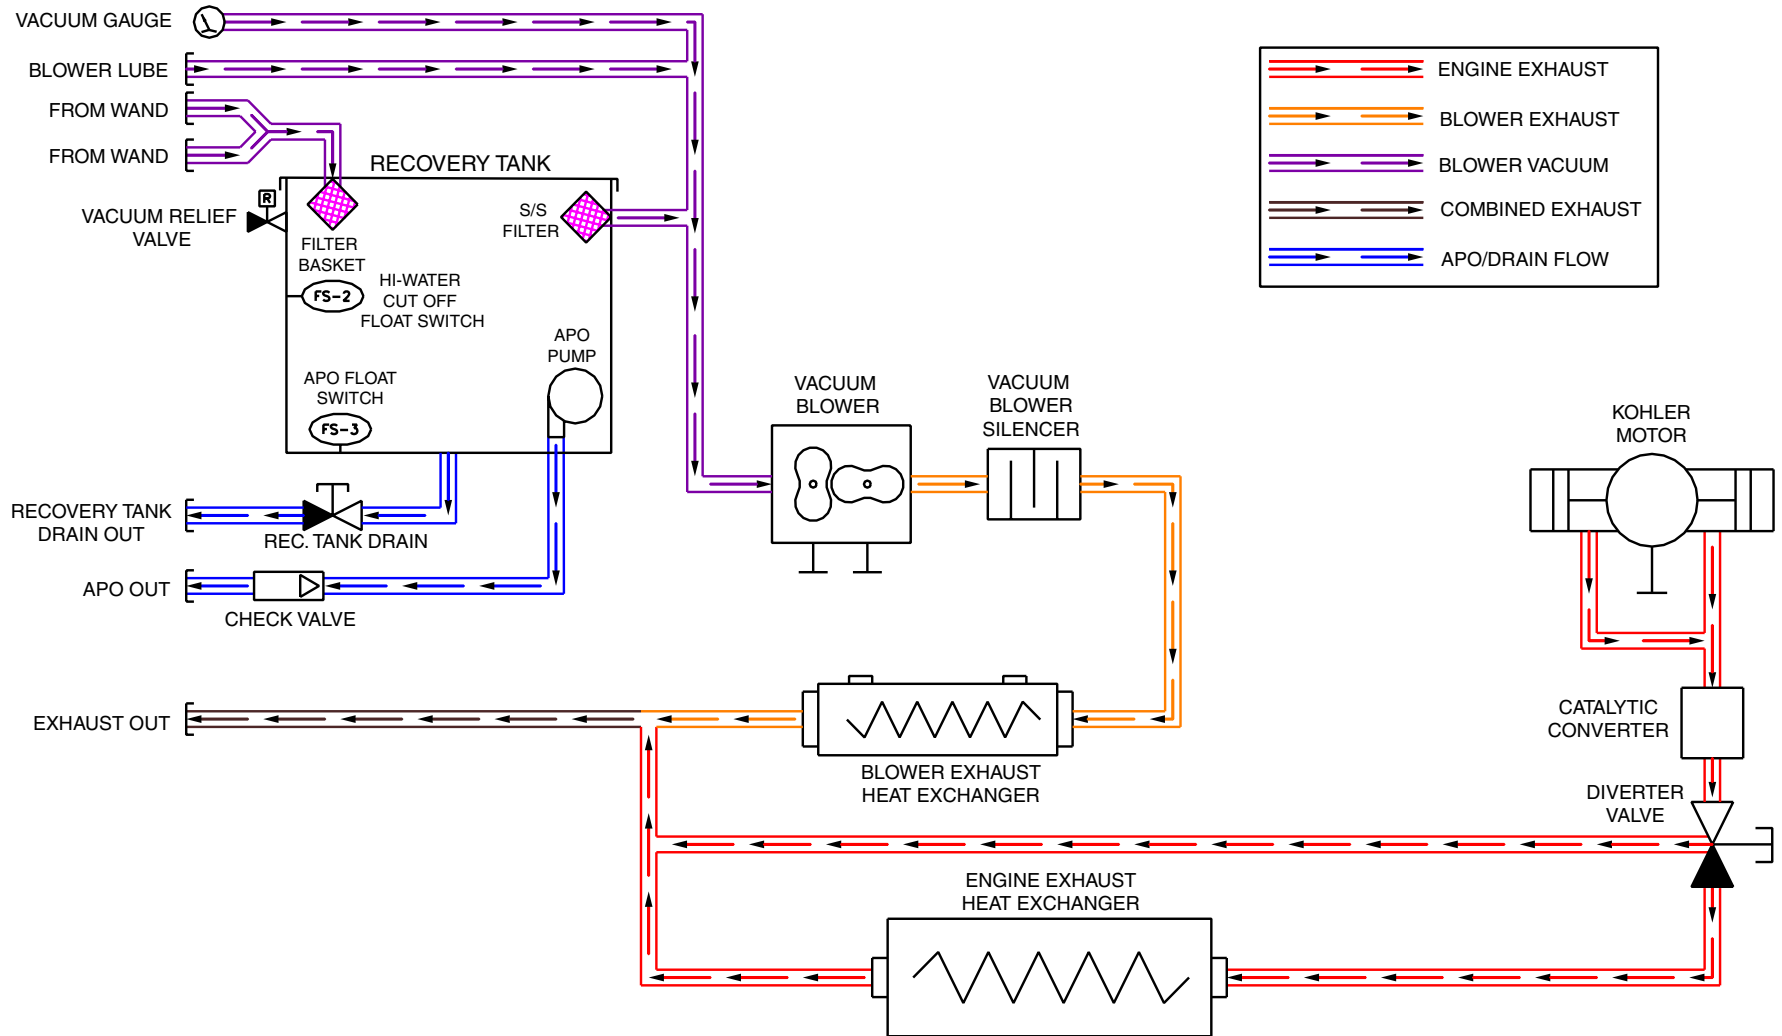 VACUUM GAUGE
BLOWER LUBE
FROM WAND
FROM WAND
RECOVERY TANK
R
VACUUM RELIEF
VALVE
FILTER
BASKET
S/S
FILTER
FS-2
HI-WATER
CUT OFF
FLOAT SWITCH
APO
PUMP
APO FLOAT
SWITCH
FS-3
RECOVERY TANK
DRAIN OUT
REC. TANK DRAIN
APO OUT
CHECK VALVE
EXHAUST OUT
VACUUM
BLOWER
VACUUM
BLOWER
SILENCER
BLOWER EXHAUST
HEAT EXCHANGER
ENGINE EXHAUST
HEAT EXCHANGER
ENGINE EXHAUST
BLOWER EXHAUST
BLOWER VACUUM
COMBINED EXHAUST
APO/DRAIN FLOW
KOHLER
MOTOR
CATALYTIC
CONVERTER
DIVERTER
VALVE